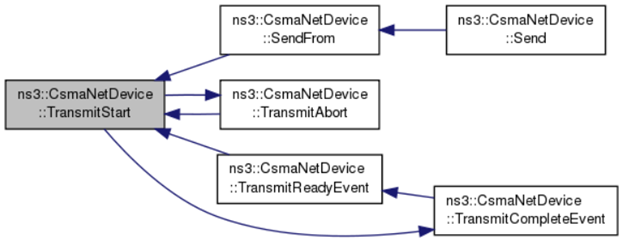 ns3::CsmaNetDevice
::SendFrom
ns3::CsmaNetDevice
::Send
ns3::CsmaNetDevice
::TransmitStart
ns3::CsmaNetDevice
::TransmitAbort
ns3::CsmaNetDevice
::TransmitReadyEvent
ns3::CsmaNetDevice
::TransmitCompleteEvent